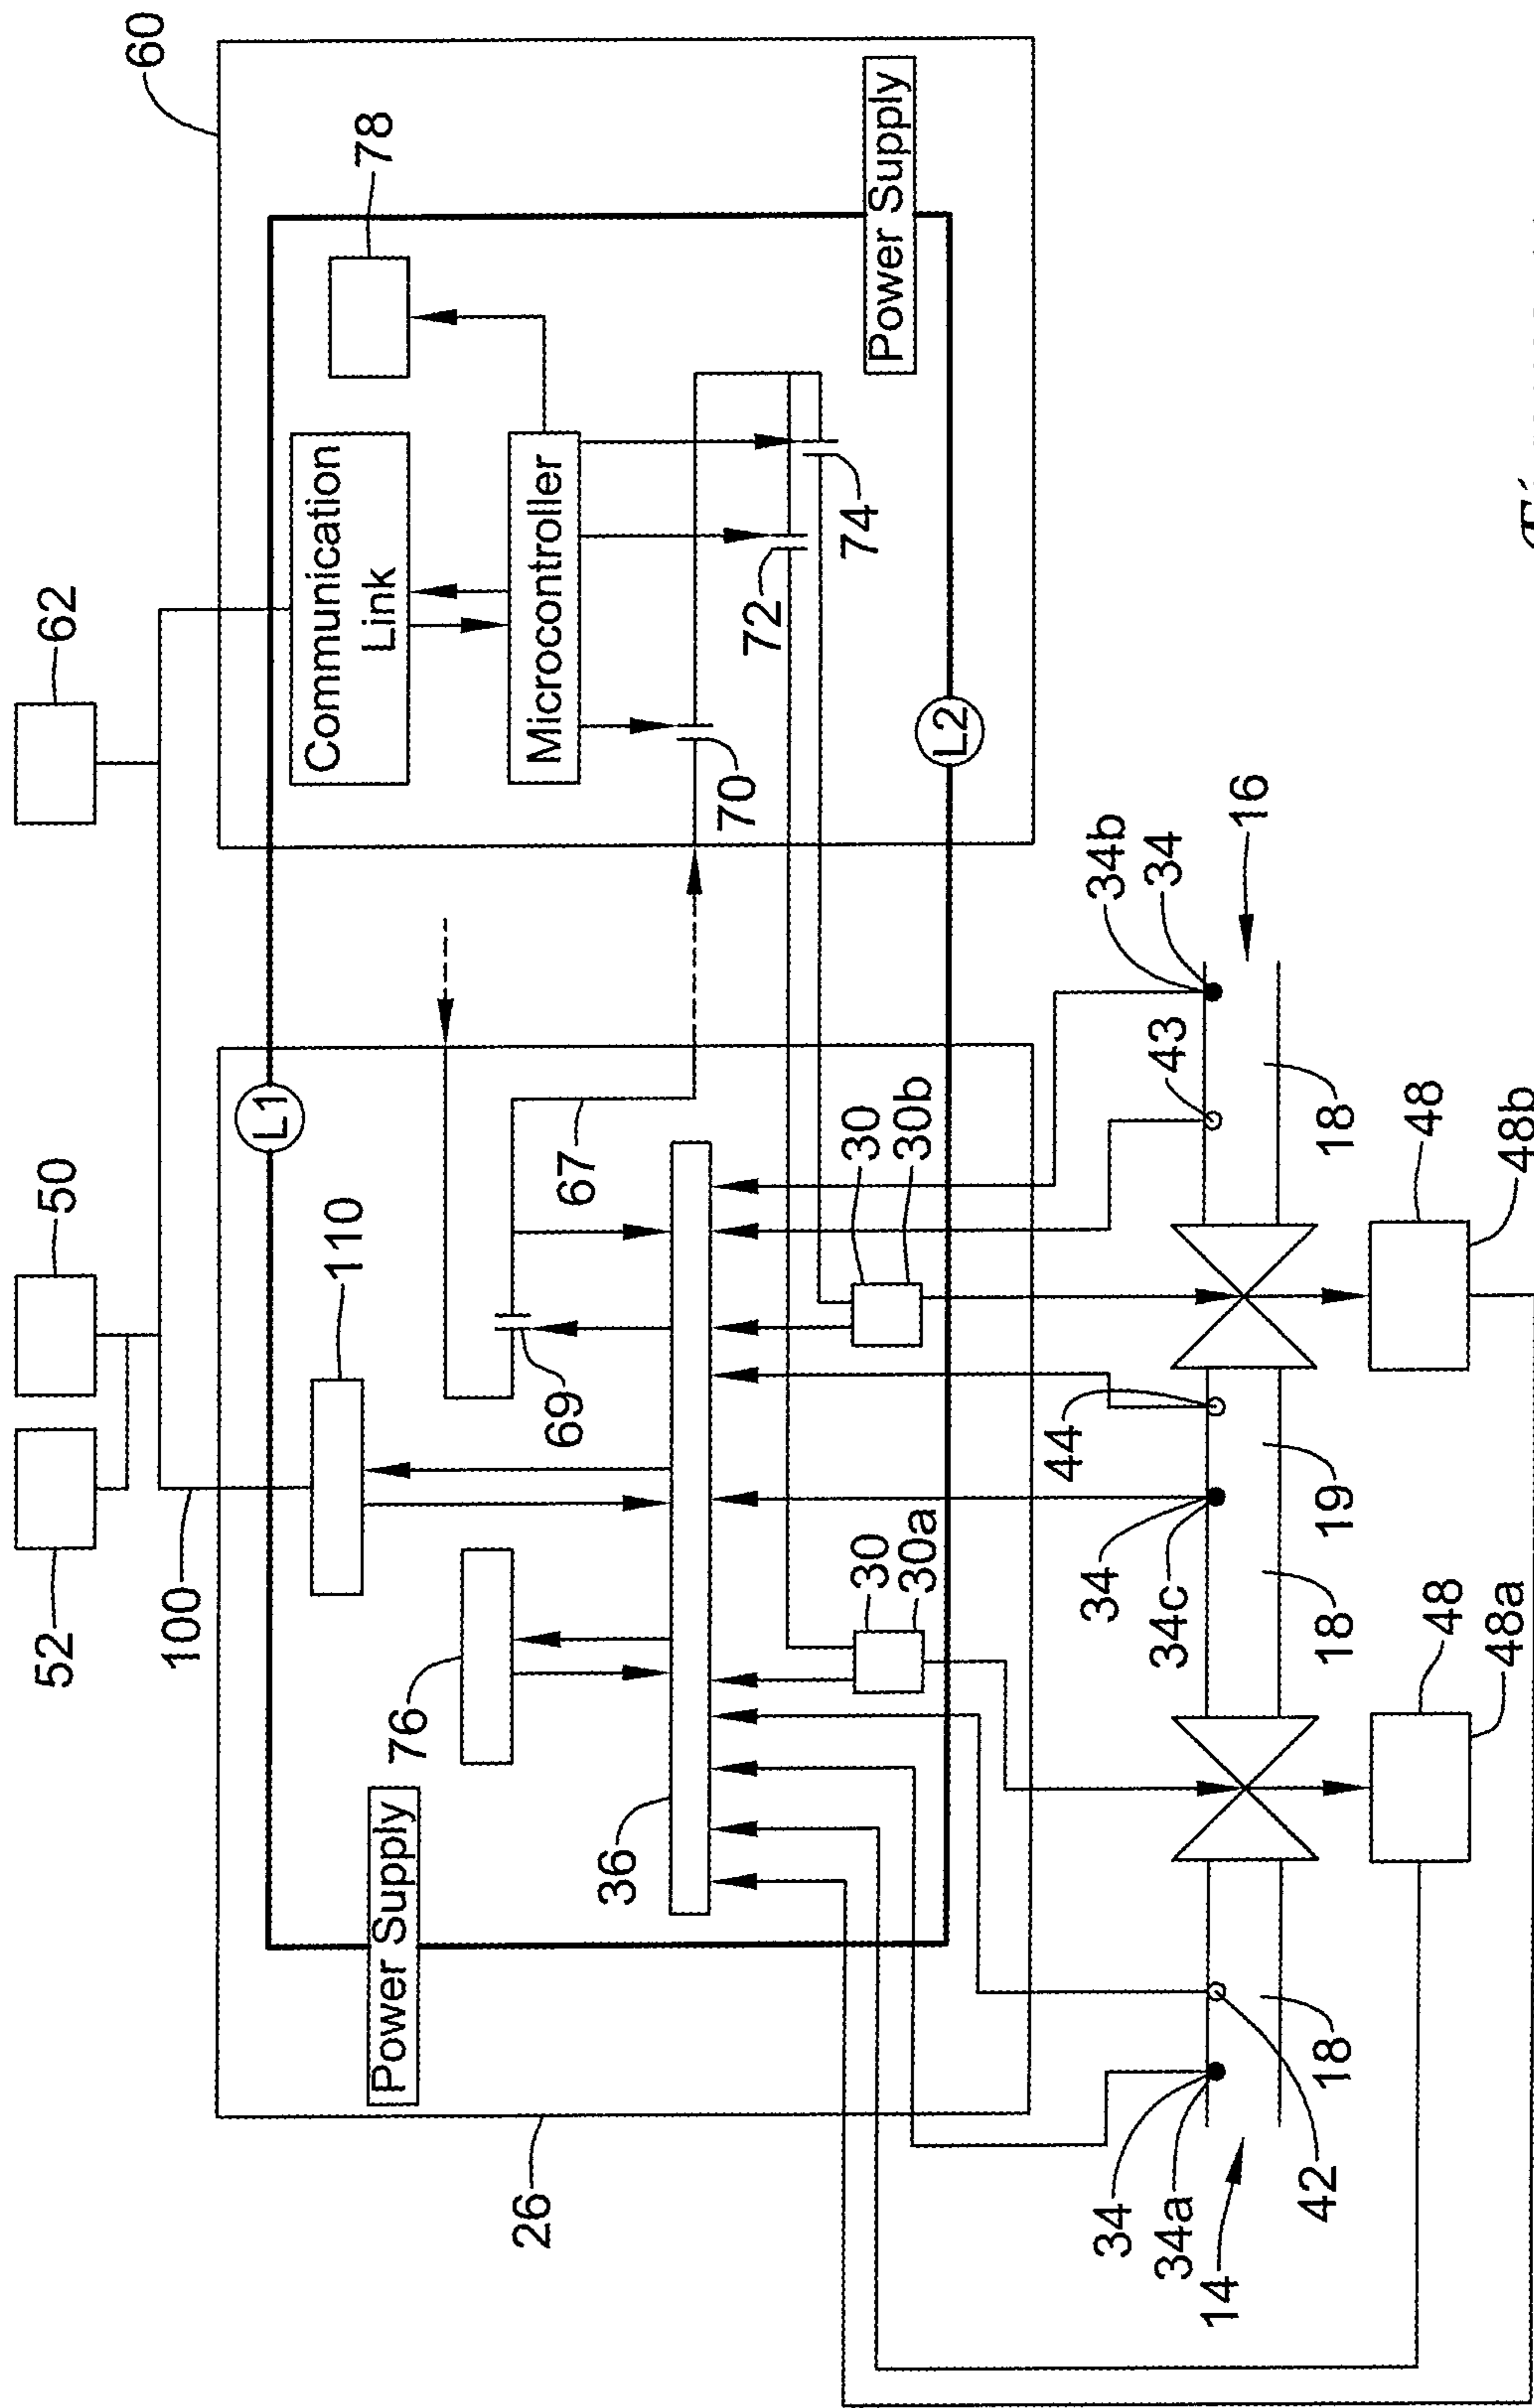 62
60
50
52
100
110
L1
78
Communication
Link
Microcontroller
Power Supply
76
69
67
70
72
74
Power Supply
36
30
30a
30
30b
L2
26
34
34a
14
42
18
34
34c
44
18
19
43
34b
34
16
18
48
48a
48
48b